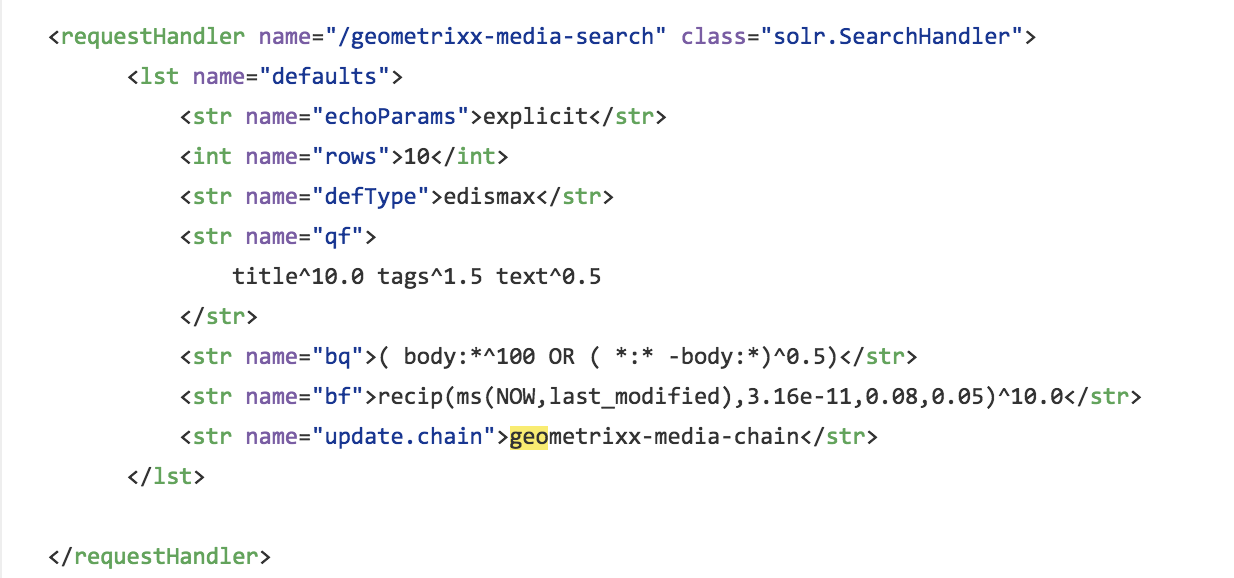 <requestHandler name="/geometrixx-media-search" class="solr.SearchHandler">
<lst name="defaults">
<str name="echoParams">explicit</str>
<int name="rows">10</int>
<str name="defType">edismax</str>
<str name="qf">
title^10.0 tags^1.5 text^0.5
</str>
<str name="bq">( body:*^100 OR ( *:* -body:*)^0.5)</str>
<str name="bf">recip(ms(NOW,last_modified),3.16e-11,0.08,0.05)^10.0</str>
<str name="update.chain">geometrixx-media-chain</str>
</lst>
</requestHandler>